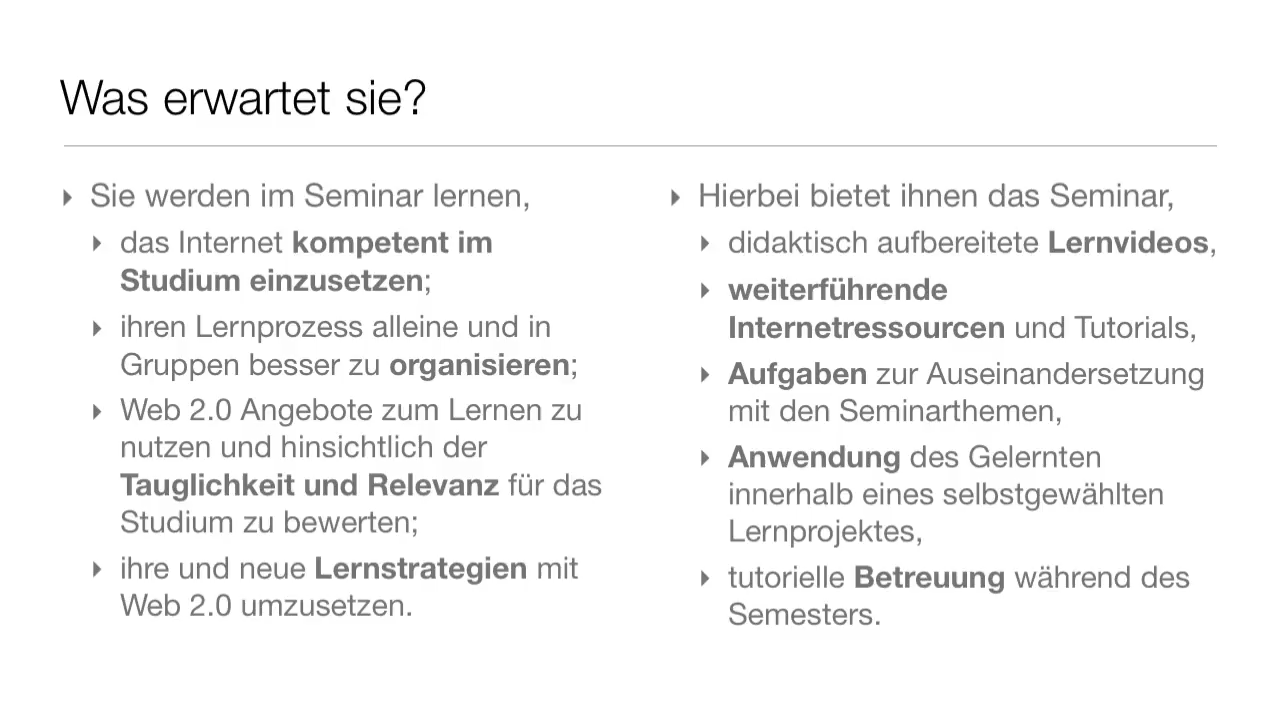 Was erwartet sie?
Sie werden im Seminar lernen,
das Internet kompetent im
Studium einzusetzen;
ihren Lernprozess alleine und in
Gruppen besser zu organisieren;
Web 2.0 Angebote zum Lernen zu
nutzen und hinsichtlich der
Tauglichkeit und Relevanz für das
Studium zu bewerten;
ihre und neue Lernstrategien mit
Web 2.0 umzusetzen.
Hierbei bietet ihnen das Seminar,
didaktisch aufbereitete Lernvideos,
weiterführende
Internetressourcen und Tutorials,
Aufgaben zur Auseinandersetzung
mit den Seminarthemen,
Anwendung des Gelernten
innerhalb eines selbstgewählten
Lernprojektes,
tutorielle Betreuung während des
Semesters.